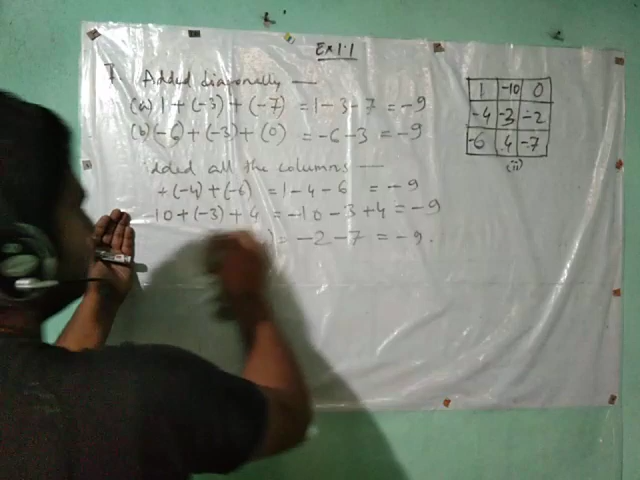 Ex 1.1
I. Added diagonally —
(a) 1 + (-3) + (-7) = 1 - 3 - 7 = -9
(b) (-6) + (-3) + (0) = -6 - 3 = -9
dded all the columns —
+ (-4) + (-6) = 1 - 4 - 6 = -9
10 + (-3) + 4 = -10 - 3 + 4 = -9
) = -2 - 7 = -9.
1 -10 0
-4 -3 -2
-6 4 -7
(ii)